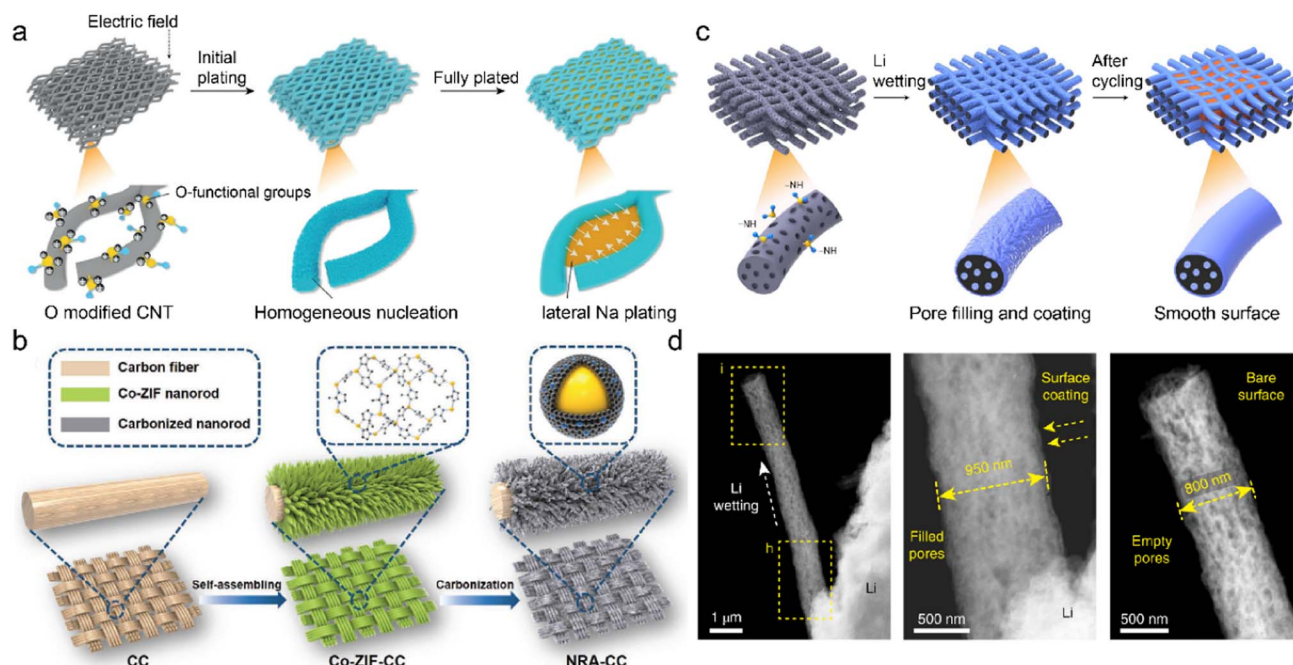 a
Electric field
Initial
plating
Fully plated
O-functional groups
O modified CNT
Homogeneous nucleation
lateral Na plating
b
Carbon fiber
Co-ZIF nanorod
Carbonized nanorod
Self-assembling
Carbonization
CC
Co-ZIF-CC
NRA-CC
c
Li
wetting
After
cycling
–NH
–NH
–NH
Pore filling and coating
Smooth surface
d
i
Li
wetting
h
Li
1 μm
Surface
coating
950 nm
Filled
pores
Li
500 nm
Bare surface
800 nm
Empty
pores
500 nm